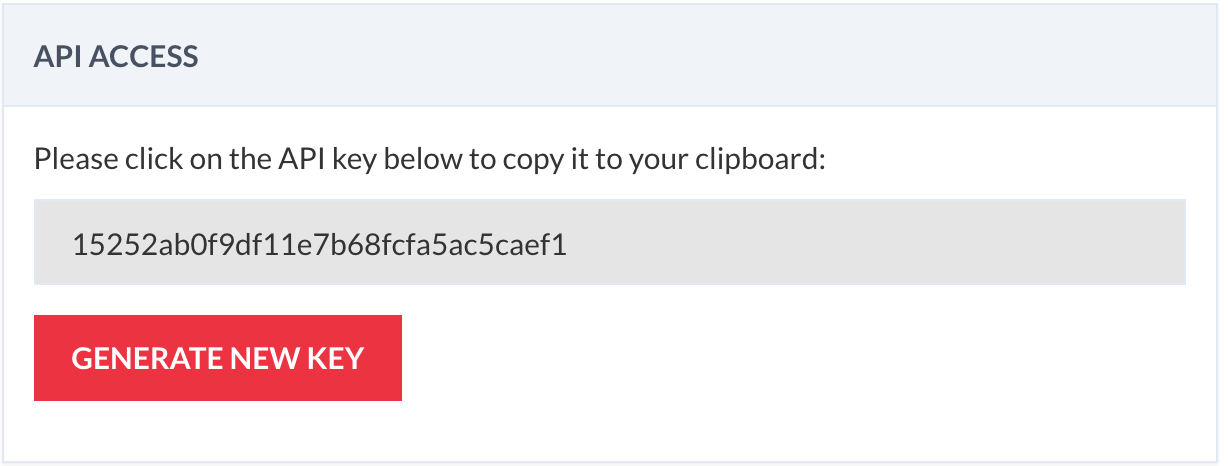 API ACCESS
Please click on the API key below to copy it to your clipboard:
15252ab0f9df11e7b68fcfa5ac5caef1
GENERATE NEW KEY